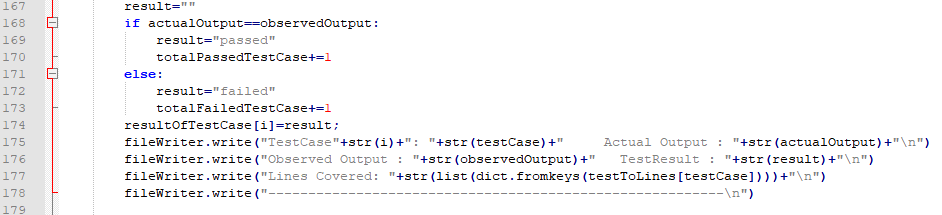 167 result=""
168 if actualOutput==observedOutput:
169 result="passed"
170 totalPassedTestCase+=1
171 else:
172 result="failed"
173 totalFailedTestCase+=1
174 resultOfTestCase[i]=result;
175 fileWriter.write("TestCase"+str(i)+": "+str(testCase)+"     Actual Output : "+str(actualOutput)+"\n")
176 fileWriter.write("Observed Output : "+str(observedOutput)+"   TestResult : "+str(result)+"\n")
177 fileWriter.write("Lines Covered: "+str(list(dict.fromkeys(testToLines[testCase])))+"\n")
178 fileWriter.write("---------------------------------------------------------\n")
179